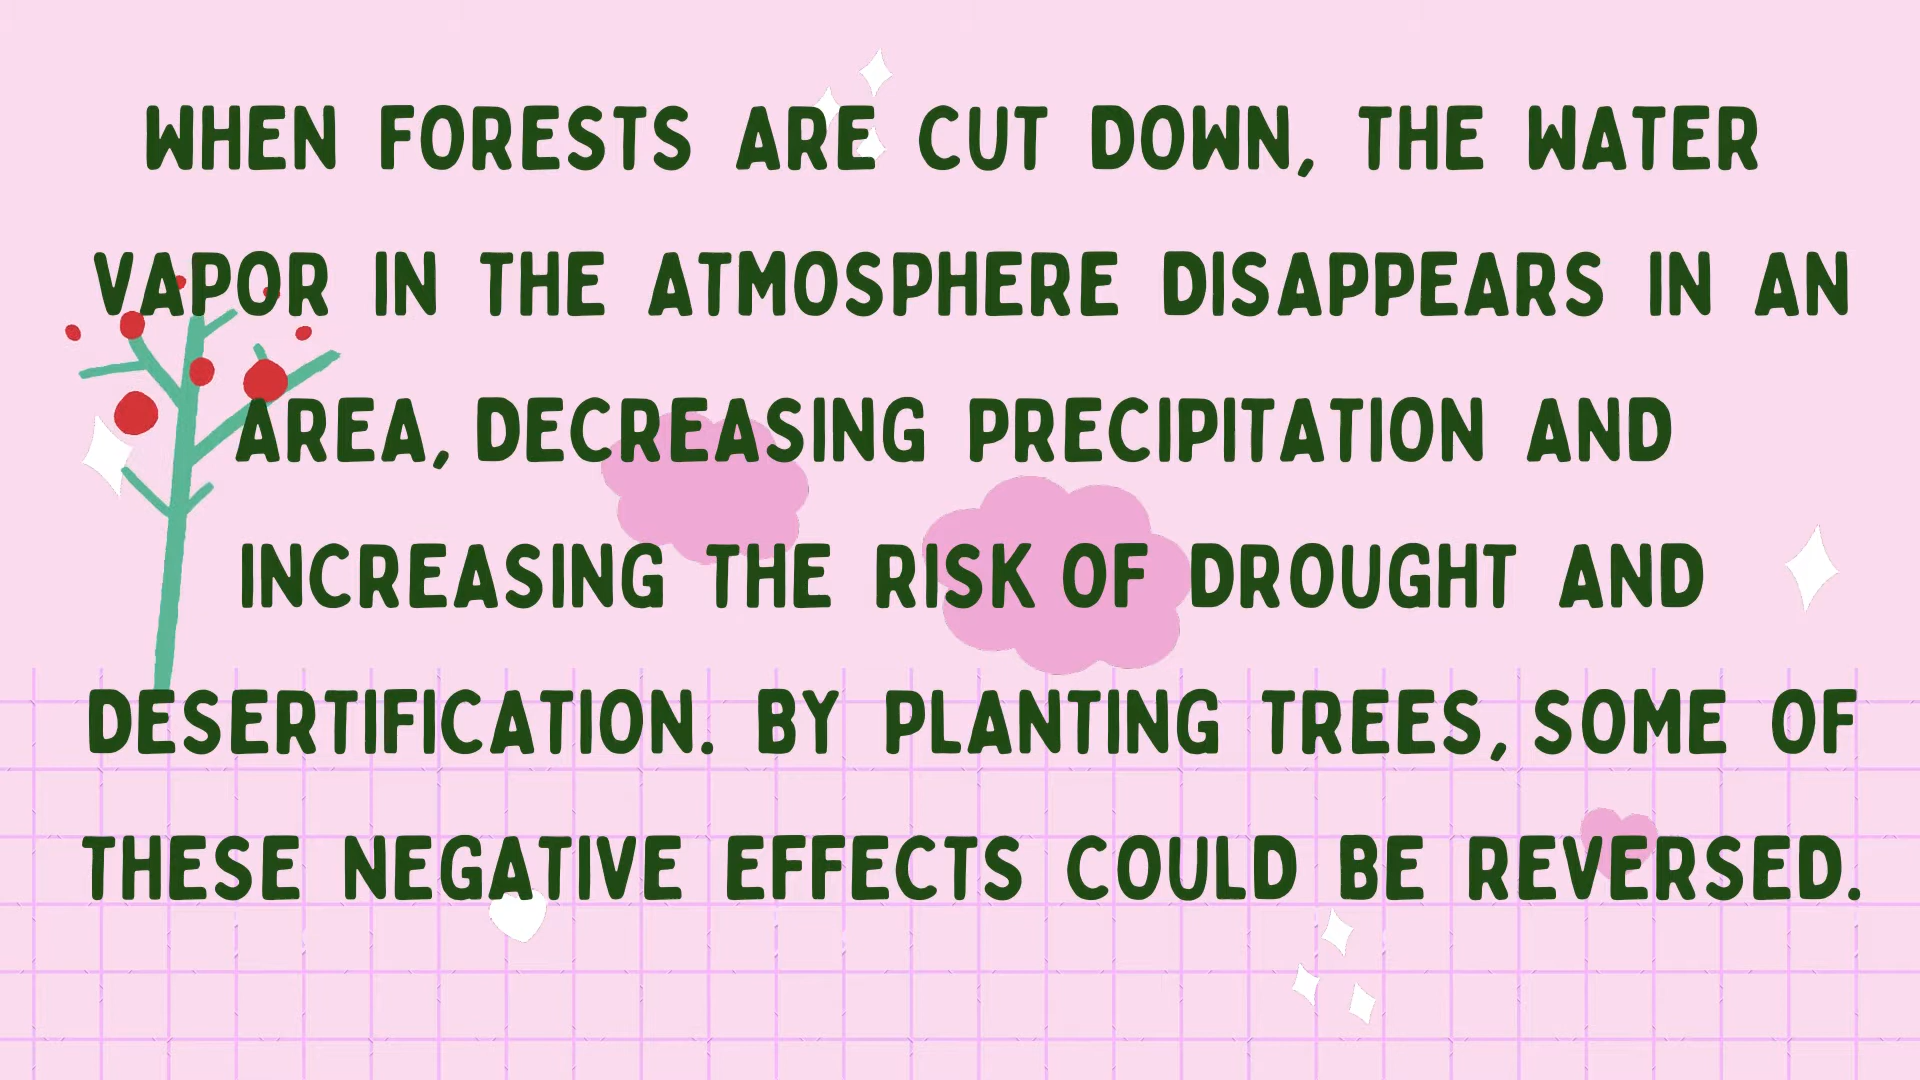 WHEN FORESTS ARE CUT DOWN, THE WATER
VAPOR IN THE ATMOSPHERE DISAPPEARS IN AN
AREA, DECREASING PRECIPITATION AND
INCREASING THE RISK OF DROUGHT AND
DESERTIFICATION. BY PLANTING TREES, SOME OF
THESE NEGATIVE EFFECTS COULD BE REVERSED.